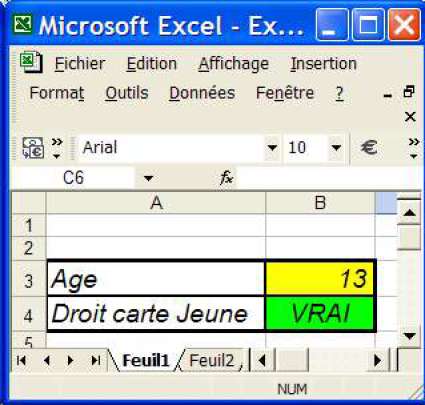 Microsoft Excel - Ex...
Fichier Edition Affichage Insertion
Format Outils Données Fenêtre ?
Arial 10 €
C6 fx
A B
1
2
3 Age 13
4 Droit carte Jeune VRAI
5
Feuil1 Feuil2
NUM